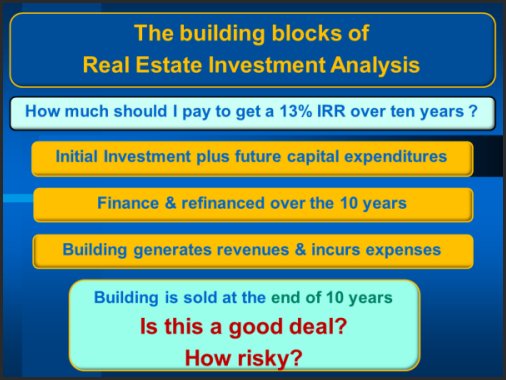 The building blocks of
Real Estate Investment Analysis
How much should I pay to get a 13% IRR over ten years ?
Initial Investment plus future capital expenditures
Finance & refinanced over the 10 years
Building generates revenues & incurs expenses
Building is sold at the end of 10 years
Is this a good deal?
How risky?